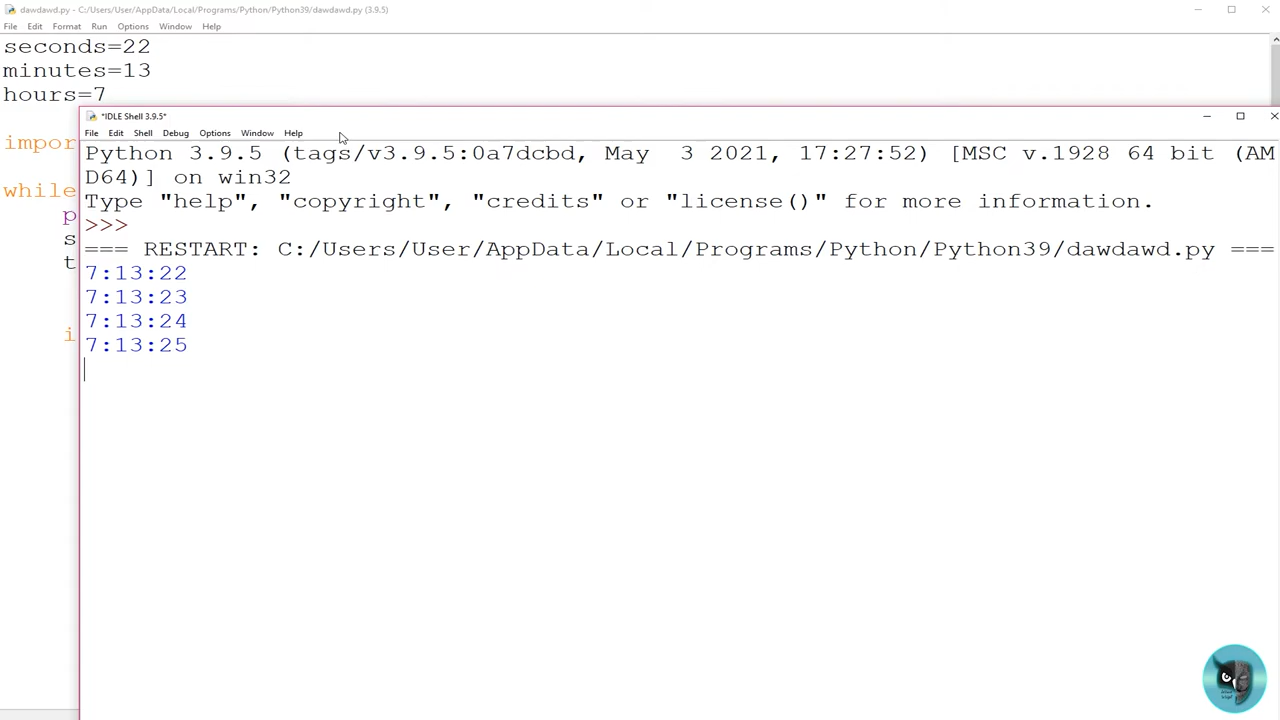 dawdawd.py - C:/Users/User/AppData/Local/Programs/Python/Python39/dawdawd.py (3.9.5)
File Edit Format Run Options Window Help
seconds=22
minutes=13
hours=7
*IDLE Shell 3.9.5*
File Edit Shell Debug Options Window Help
impor
Python 3.9.5 (tags/v3.9.5:0a7dcbd, May  3 2021, 17:27:52) [MSC v.1928 64 bit (AM
D64)] on win32
while
Type "help", "copyright", "credits" or "license()" for more information.
p
>>>
s
=== RESTART: C:/Users/User/AppData/Local/Programs/Python/Python39/dawdawd.py ===
t
7:13:22
7:13:23
7:13:24
i
7:13:25